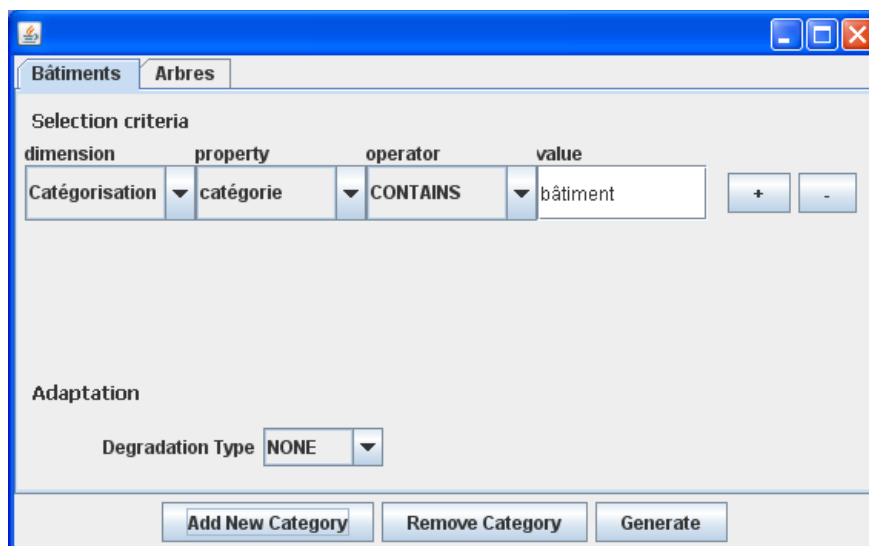 Bâtiments Arbres
Selection criteria
dimension property operator value
Catégorisation catégorie CONTAINS bâtiment + -
Adaptation
Degradation Type NONE
Add New Category Remove Category Generate